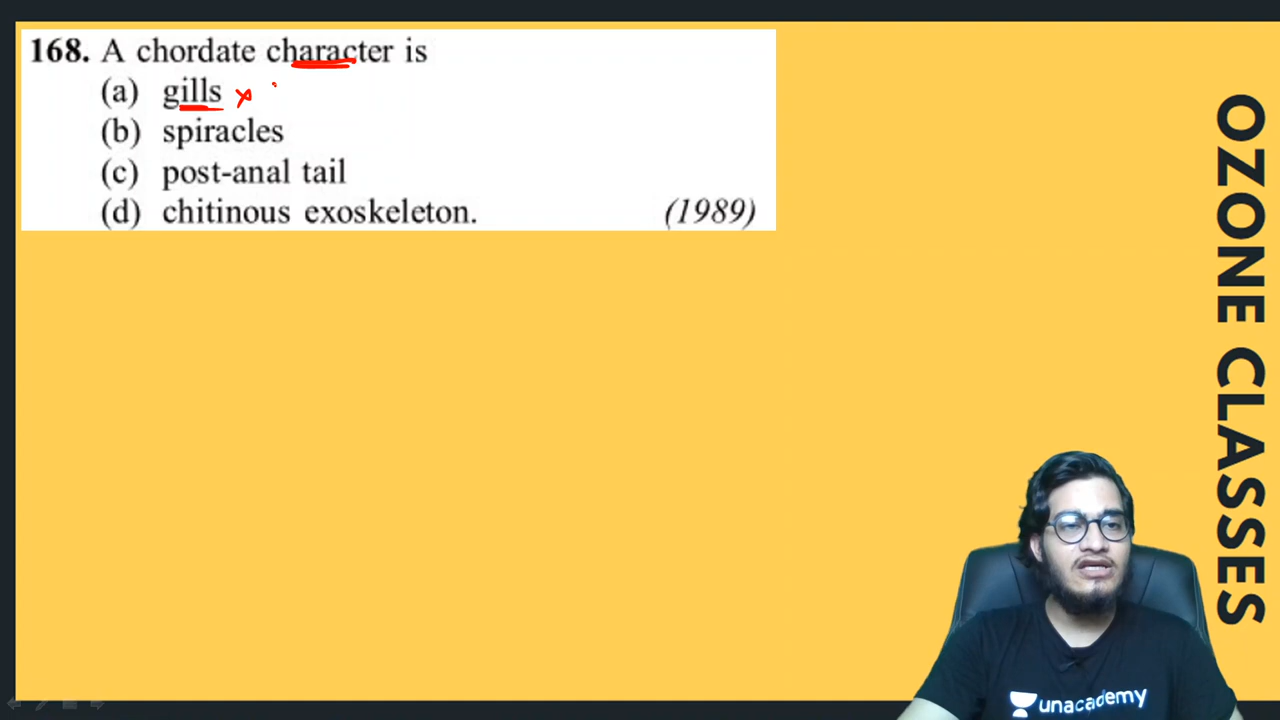 168. A chordate character is
(a) gills
(b) spiracles
(c) post-anal tail
(d) chitinous exoskeleton. (1989)
OZONE CLASSES
unacademy